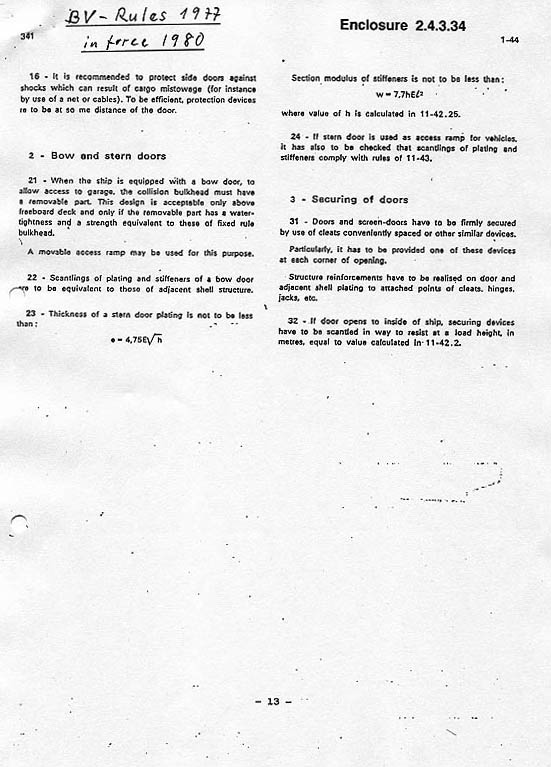 BV-Rules 1977
in force 1980
Enclosure 2.4.3.34
341
1-44
16 - It is recommended to protect side doors against
shocks which can result of cargo mistowage (for instance
by use of a net or cables). To be efficient, protection devices
re to be at so me distance of the door.
2 - Bow and stern doors
21 - When the ship is equipped with a bow door, to
allow access to garage, the collision bulkhead must have
a removable part. This design is acceptable only above
freeboard deck and only if the removable part has a water-
tightness and a strength equivalent to these of fixed rule
bulkhead.
A movable access ramp may be used for this purpose.
22 - Scantlings of plating and stiffeners of a bow door
are to be equivalent to those of adjacent shell structure.
23 - Thickness of a stern door plating is not to be less
than :
e = 4,75E√h
Section modulus of stiffeners is not to be less than :
w = 7,7hEℓ²
where value of h is calculated in 11-42.25.
24 - If stern door is used as access ramp for vehicles,
it has also to be checked that scantlings of plating and
stiffeners comply with rules of 11-43.
3 - Securing of doors
31 - Doors and screen-doors have to be firmly secured
by use of cleats conveniently spaced or other similar devices.
Particularly, it has to be provided one of these devices
at each corner of opening.
Structure reinforcements have to be realised on door and
adjacent shell plating to attached points of cleats, hinges,
jacks, etc.
32 - If door opens to inside of ship, securing devices
have to be scantled in way to resist at a load height, in
metres, equal to value calculated in 11-42.2.
- 13 -